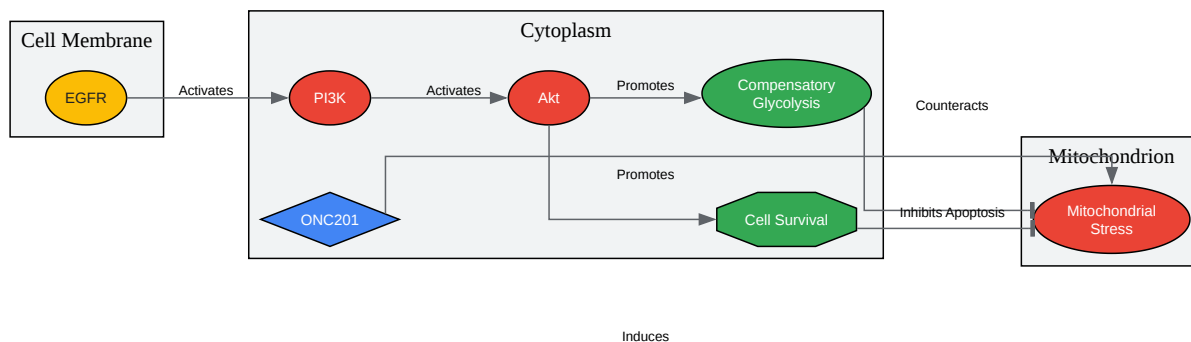 Cell Membrane
Cytoplasm
EGFR
Activates
PI3K
Activates
Akt
Promotes
Compensatory
Glycolysis
Counteracts
Mitochondrion
Promotes
ONC201
Cell Survival
Inhibits Apoptosis
Mitochondrial
Stress
Induces